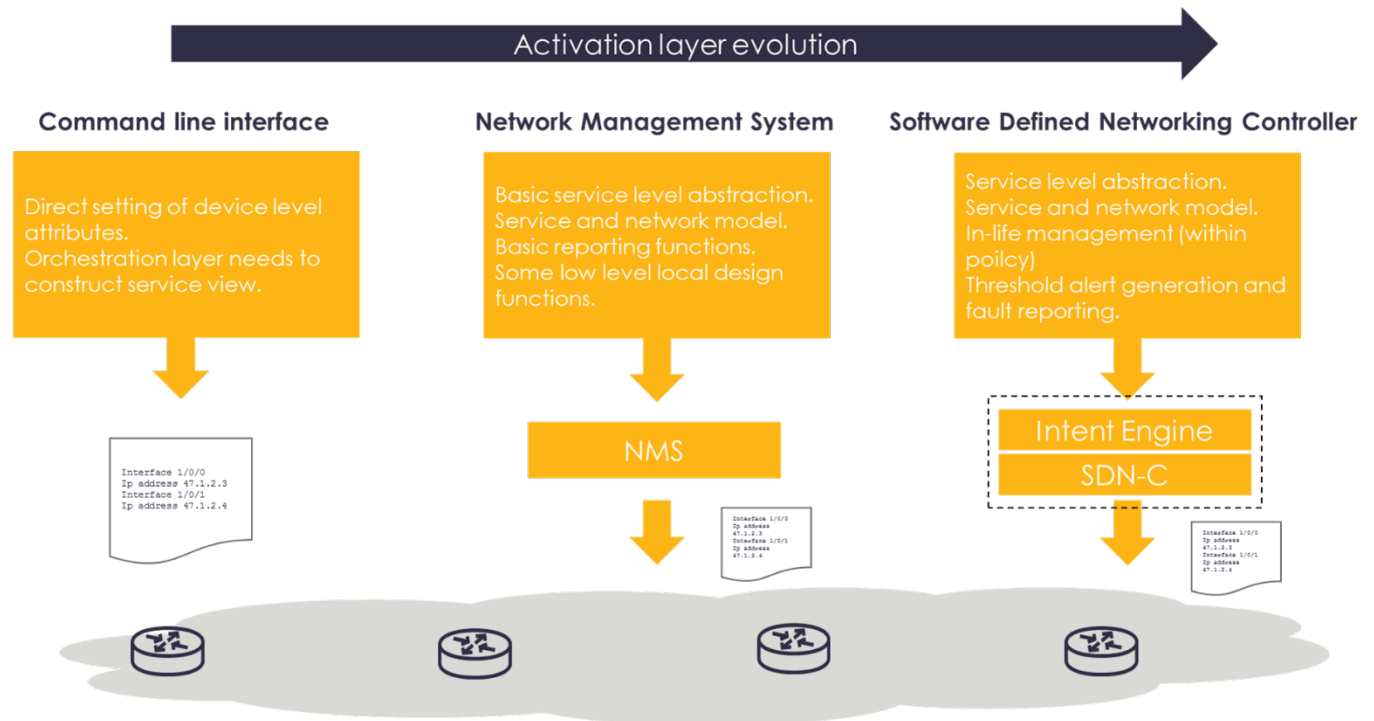 Activation layer evolution
Command line interface
Direct setting of device level
attributes.
Orchestration layer needs to
construct service view.
Interface 1/0/0
Ip address 47.1.2.3
Interface 1/0/1
Ip address 47.1.2.4
Network Management System
Basic service level abstraction.
Service and network model.
Basic reporting functions.
Some low level local design
functions.
NMS
Interface 1/0/0
Ip address
47.1.2.3
Interface 1/0/1
Ip address
47.1.2.4
Software Defined Networking Controller
Service level abstraction.
Service and network model.
In-life management (within
poilcy)
Threshold alert generation and
fault reporting.
Intent Engine
SDN-C
Interface 1/0/0
Ip address
47.1.2.3
Interface 1/0/1
Ip address
47.1.2.4